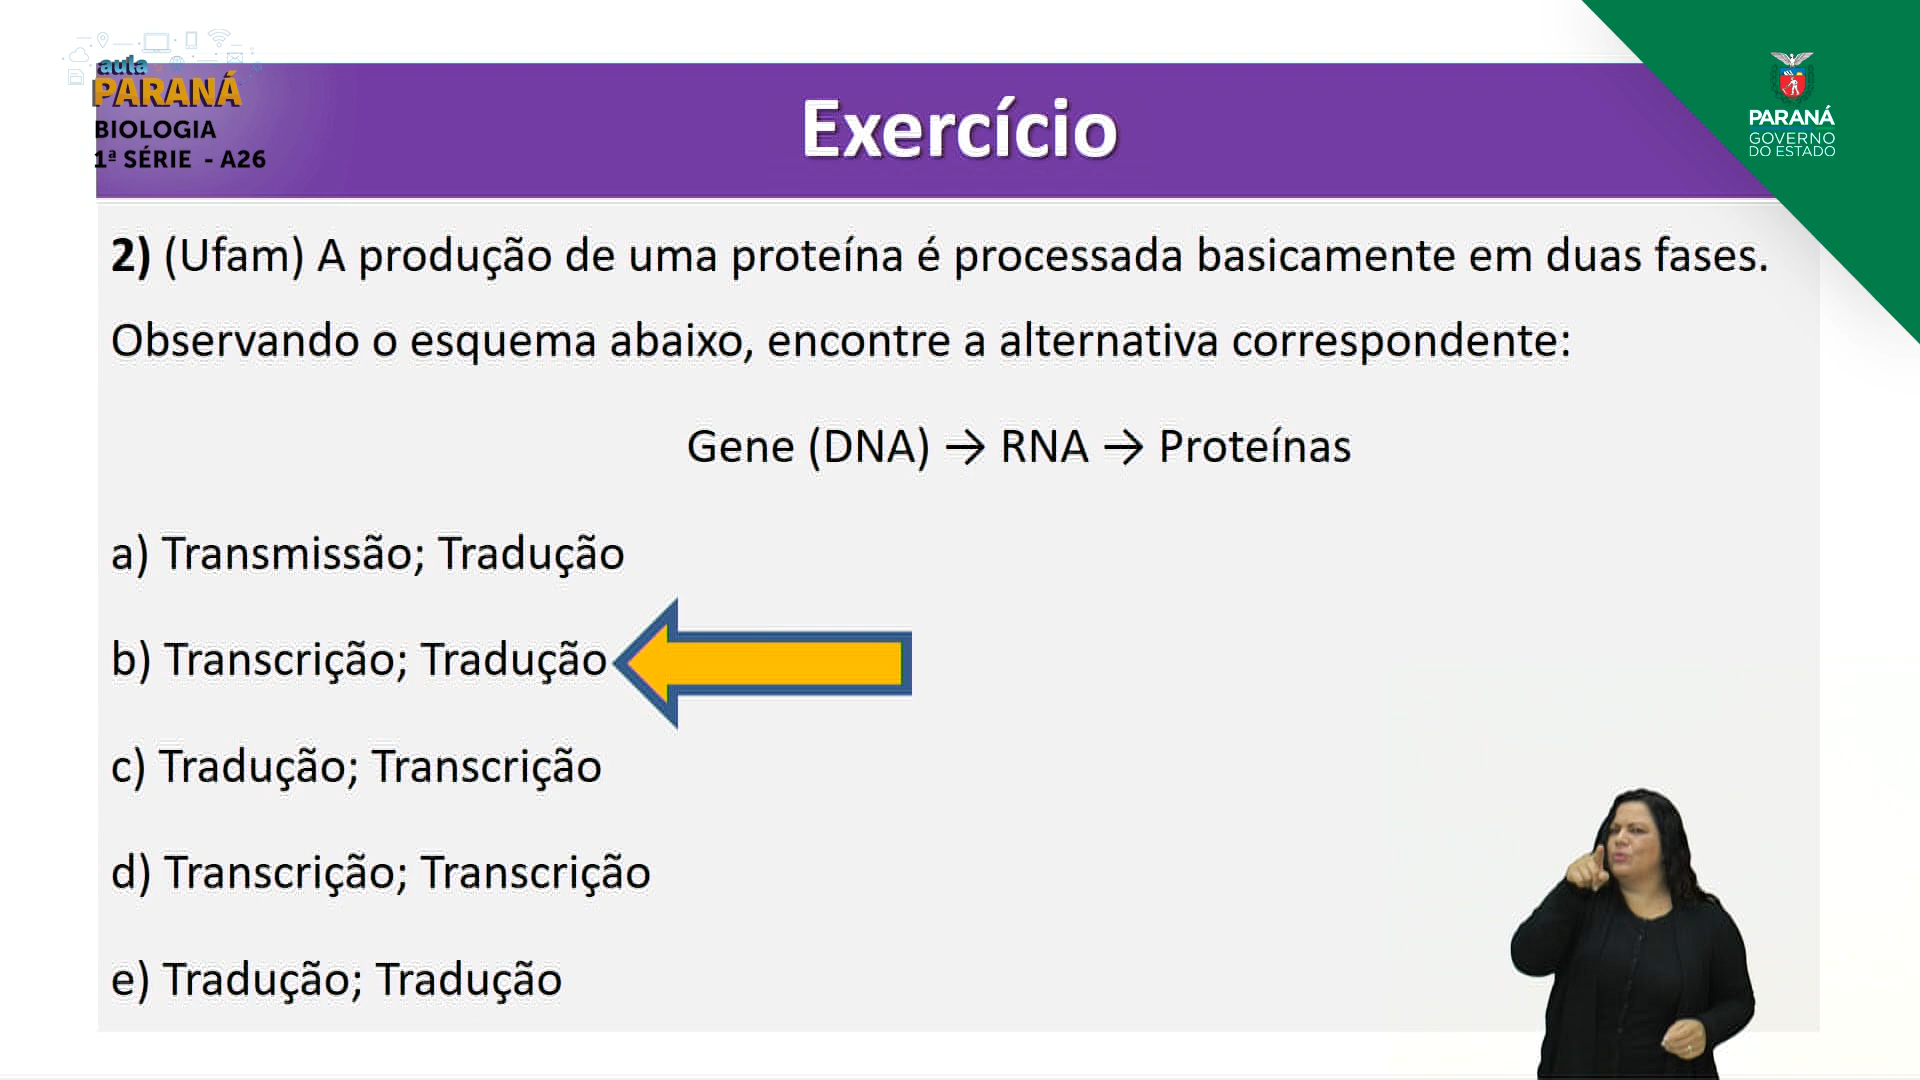 aula
PARANÁ
BIOLOGIA
1ª SÉRIE - A26
Exercício
PARANÁ
GOVERNO
DO ESTADO
2) (Ufam) A produção de uma proteína é processada basicamente em duas fases.
Observando o esquema abaixo, encontre a alternativa correspondente:
Gene (DNA) → RNA → Proteínas
a) Transmissão; Tradução
b) Transcrição; Tradução
c) Tradução; Transcrição
d) Transcrição; Transcrição
e) Tradução; Tradução